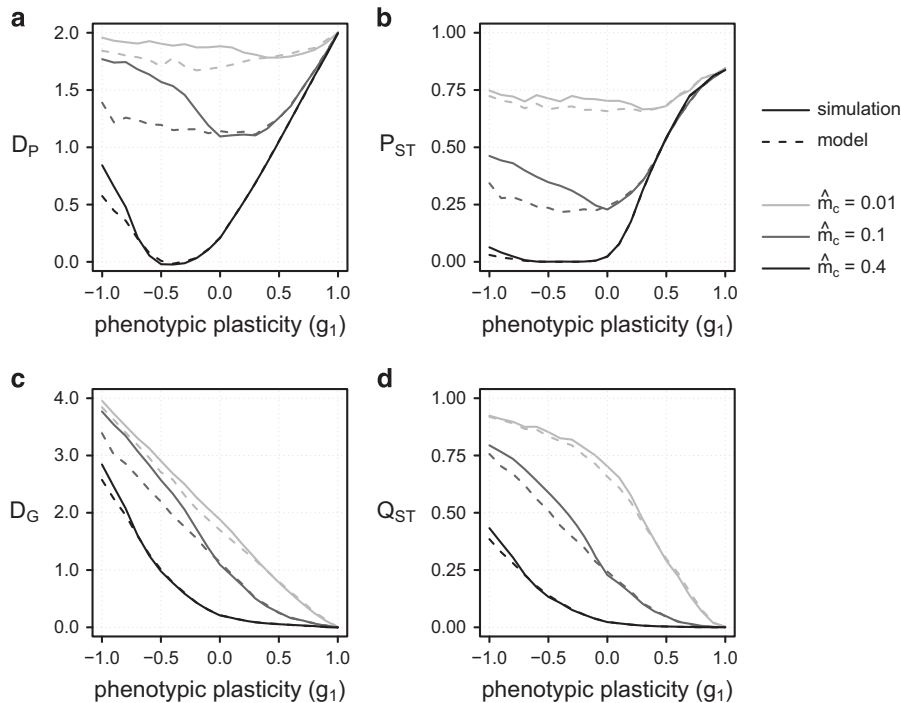 a
2.0
1.5
1.0
0.5
0.0
D_P
−1.0 −0.5 0.0 0.5 1.0
phenotypic plasticity (g₁)
b
1.00
0.75
0.50
0.25
0.00
P_ST
−1.0 −0.5 0.0 0.5 1.0
phenotypic plasticity (g₁)
simulation
model
m̂_c = 0.01
m̂_c = 0.1
m̂_c = 0.4
c
4.0
3.0
2.0
1.0
0.0
D_G
−1.0 −0.5 0.0 0.5 1.0
phenotypic plasticity (g₁)
d
1.00
0.75
0.50
0.25
0.00
Q_ST
−1.0 −0.5 0.0 0.5 1.0
phenotypic plasticity (g₁)